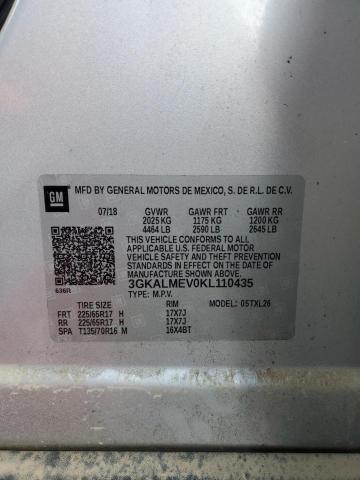 GM
MFD BY GENERAL MOTORS DE MEXICO, S. DE R.L. DE C.V.
07/18 GVWR GAWR FRT GAWR RR
2025 KG 1175 KG 1200 KG
4464 LB 2590 LB 2645 LB
THIS VEHICLE CONFORMS TO ALL
APPLICABLE U.S. FEDERAL MOTOR
VEHICLE SAFETY STANDARDS IN
EFFECT ON THE DATE OF
MANUFACTURE SHOWN ABOVE.
3GKALMEV0KL110435
TYPE: M.P.V.
636R
TIRE SIZE RIM MODEL: 05TXL26
FRT 225/65R17 H 17X7J
RR 225/65R17 H 17X7J
SPA T135/70R16 M 16X4BT